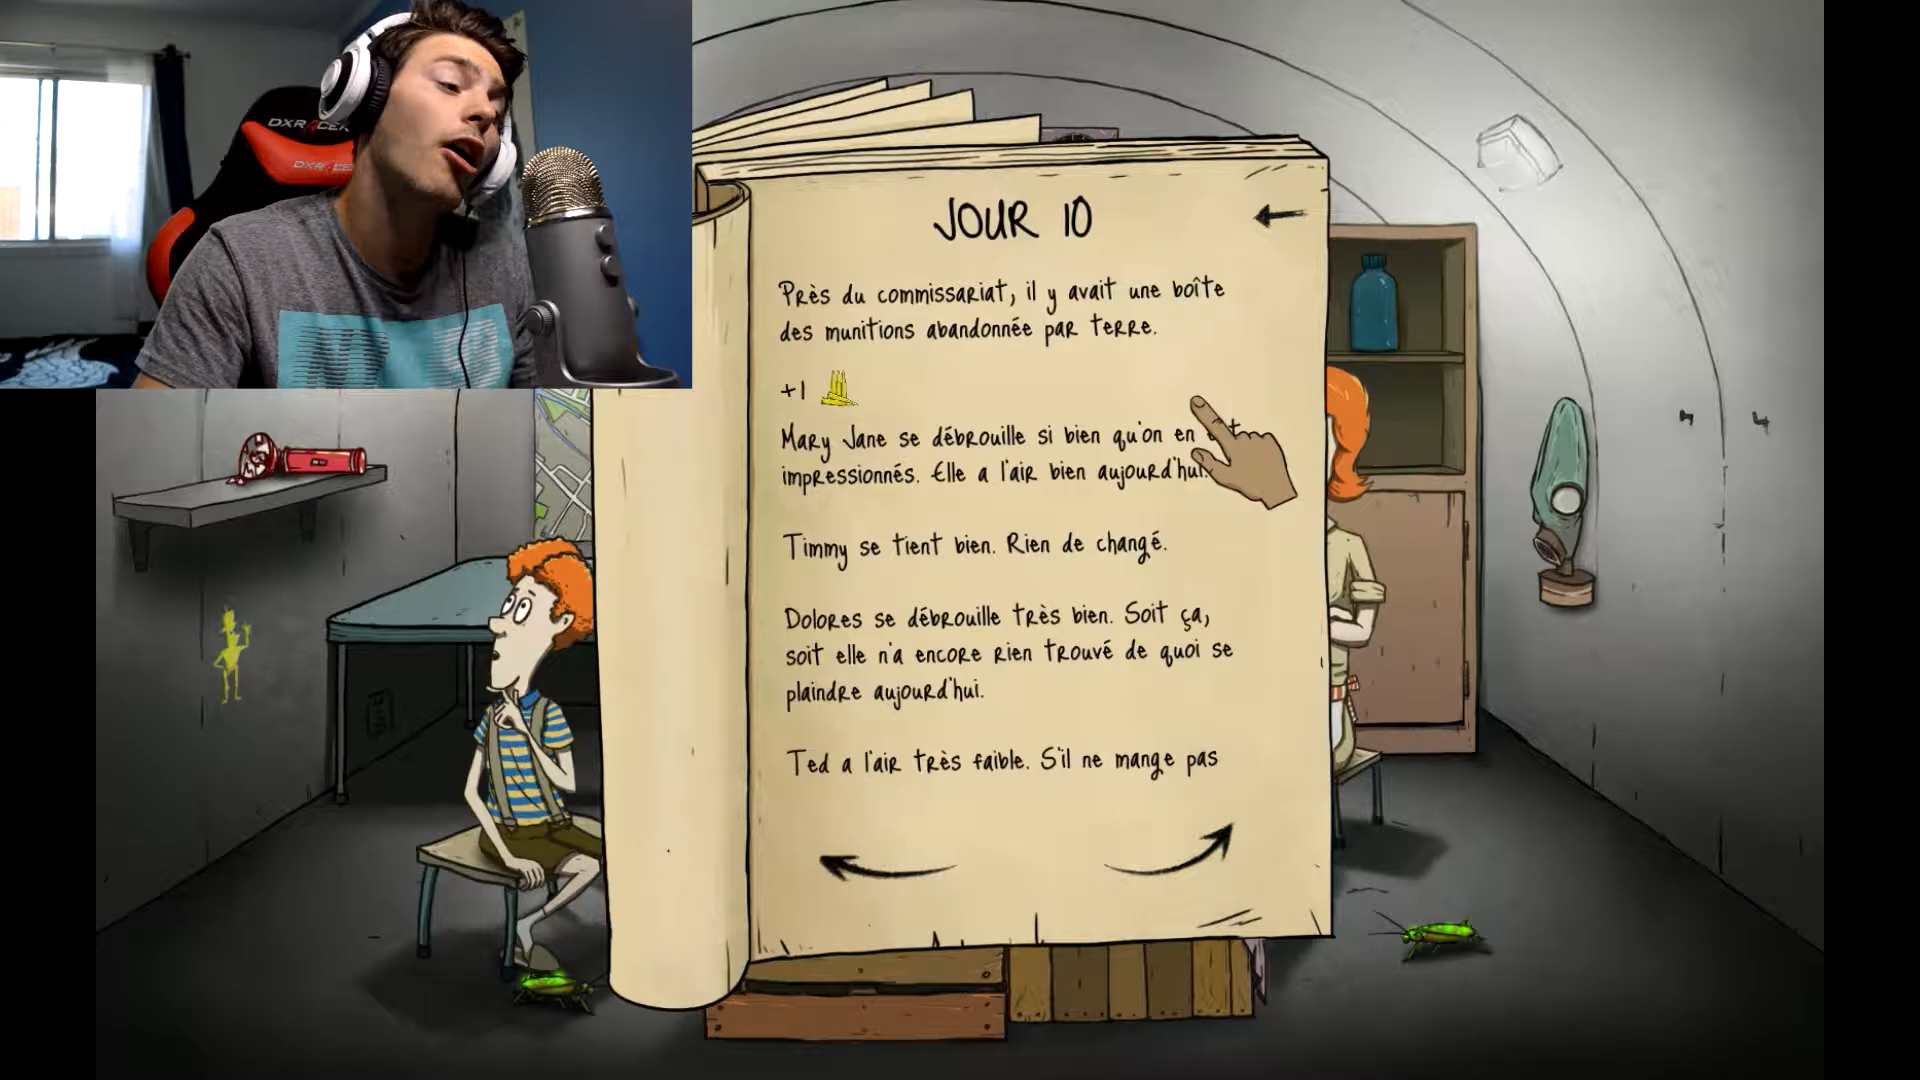 DXRACER
DXRACER
JOUR 10
Près du commissariat, il y avait une boîte
des munitions abandonnée par terre.
+1
Mary Jane se débrouille si bien qu'on en
impressionnés. Elle a l'air bien aujourd'hui.
Timmy se tient bien. Rien de changé.
Dolores se débrouille très bien. Soit ça,
soit elle n'a encore rien trouvé de quoi se
plaindre aujourd'hui.
Ted a l'air très faible. S'il ne mange pas